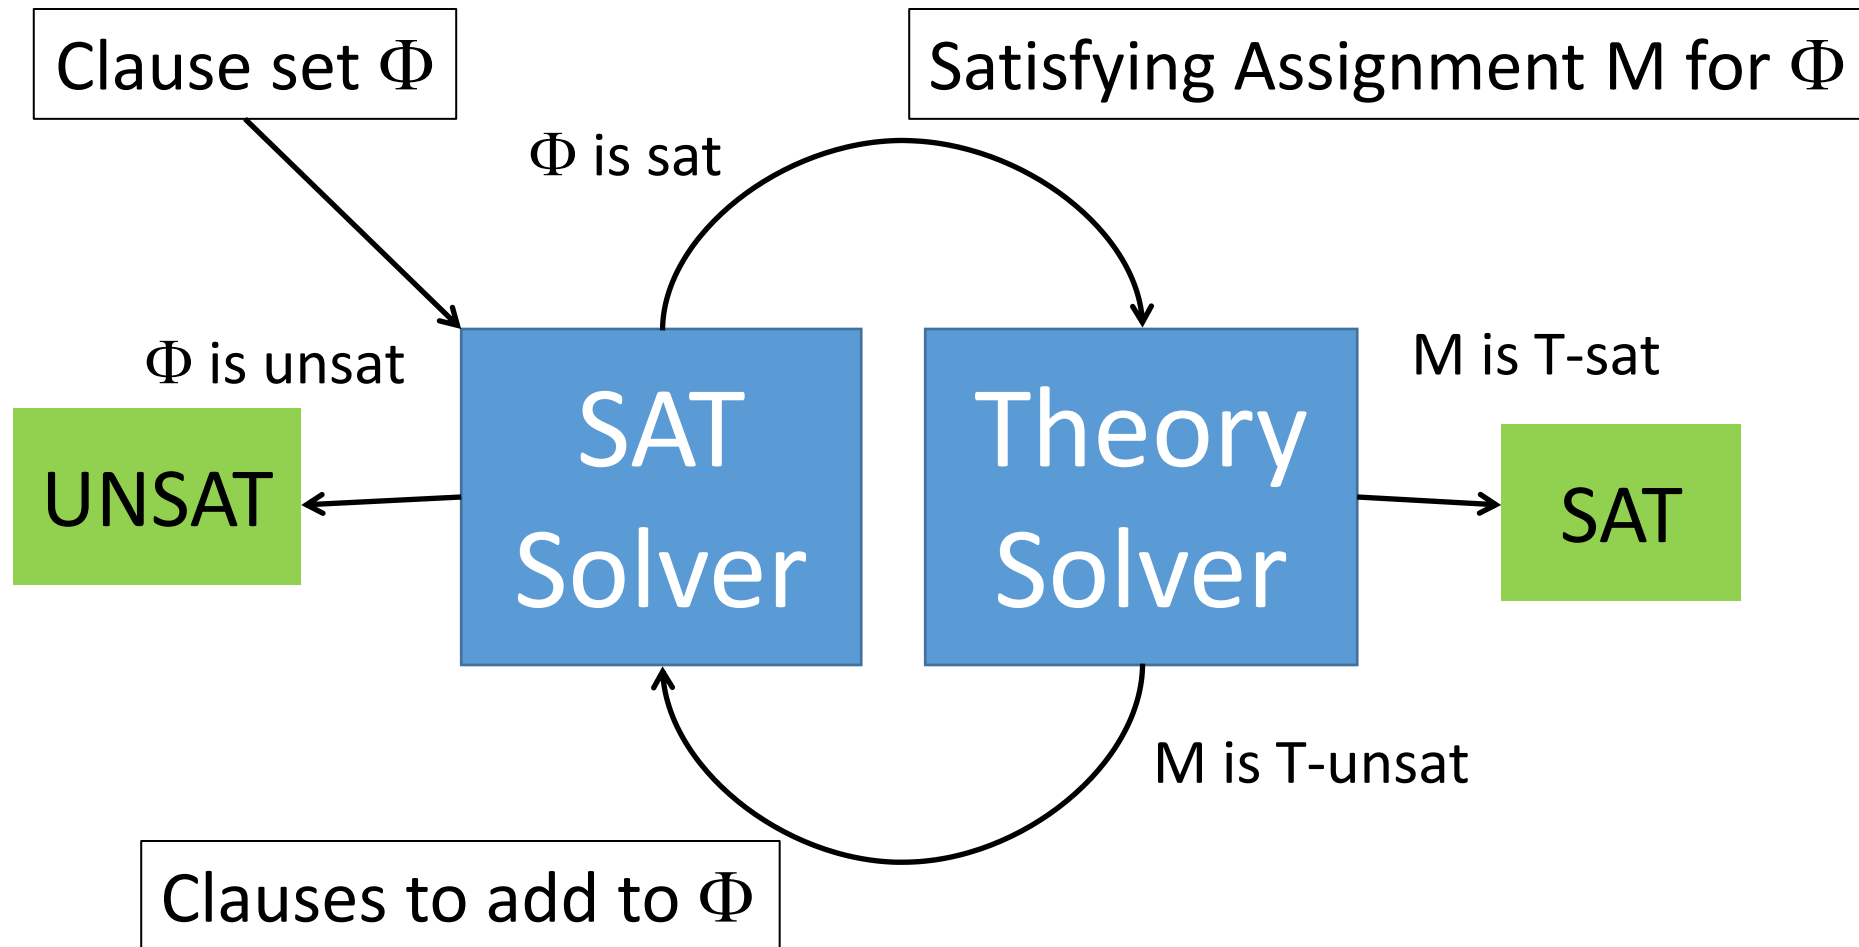 Clause set Φ
Satisfying Assignment M for Φ
Φ is sat
Φ is unsat
M is T-sat
SAT
Solver
Theory
Solver
UNSAT
SAT
M is T-unsat
Clauses to add to Φ